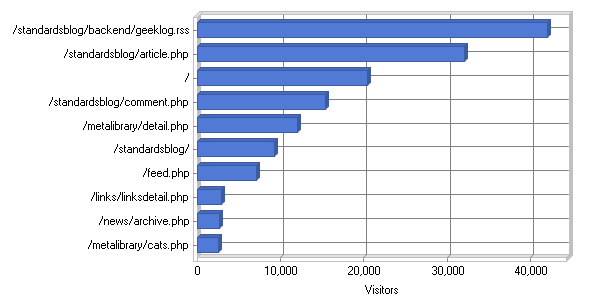 /standardsblog/backend/geeklog.rss
/standardsblog/article.php
/
/standardsblog/comment.php
/metalibrary/detail.php
/standardsblog/
/feed.php
/links/linksdetail.php
/news/archive.php
/metalibrary/cats.php
0 10,000 20,000 30,000 40,000
Visitors